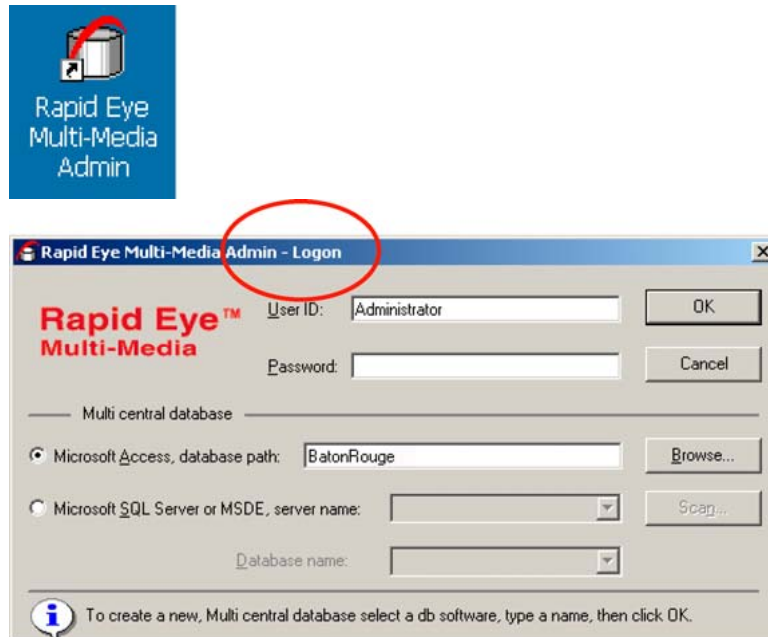 Rapid Eye
Multi-Media
Admin
Rapid Eye Multi-Media Admin - Logon
Rapid Eye™
Multi-Media
User ID: Administrator
OK
Password:
Cancel
Multi central database
Microsoft Access, database path: BatonRouge
Browse...
Microsoft SQL Server or MSDE, server name:
Scan...
Database name:
To create a new, Multi central database select a db software, type a name, then click OK.